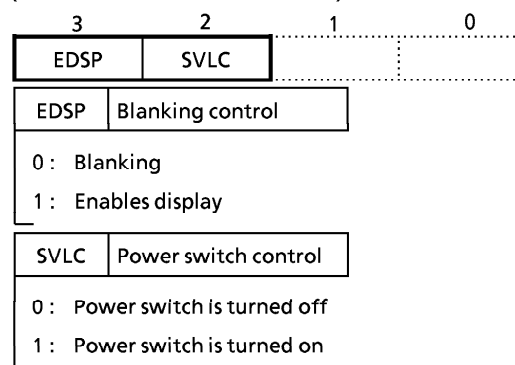 3 2 1 0
EDSP SVLC
EDSP Blanking control
0 : Blanking
1 : Enables display
SVLC Power switch control
0 : Power switch is turned off
1 : Power switch is turned on